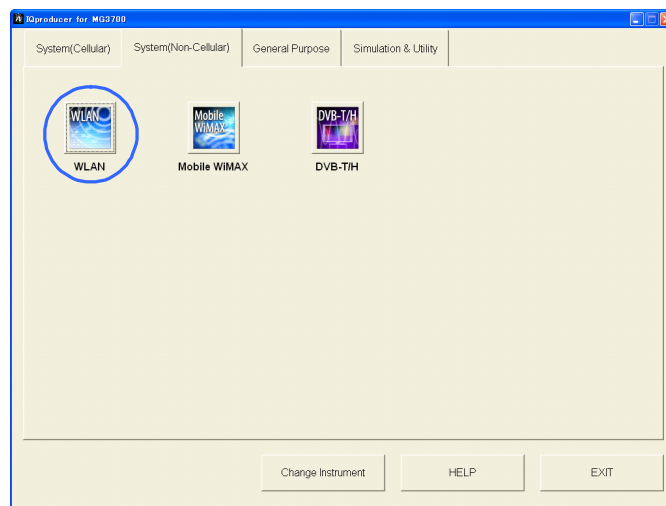 IQproducer for MG3700
System(Cellular) System(Non-Cellular) General Purpose Simulation & Utility
WLAN Mobile WiMAX DVB-T/H
WLAN Mobile WiMAX DVB-T/H
Change Instrument HELP EXIT